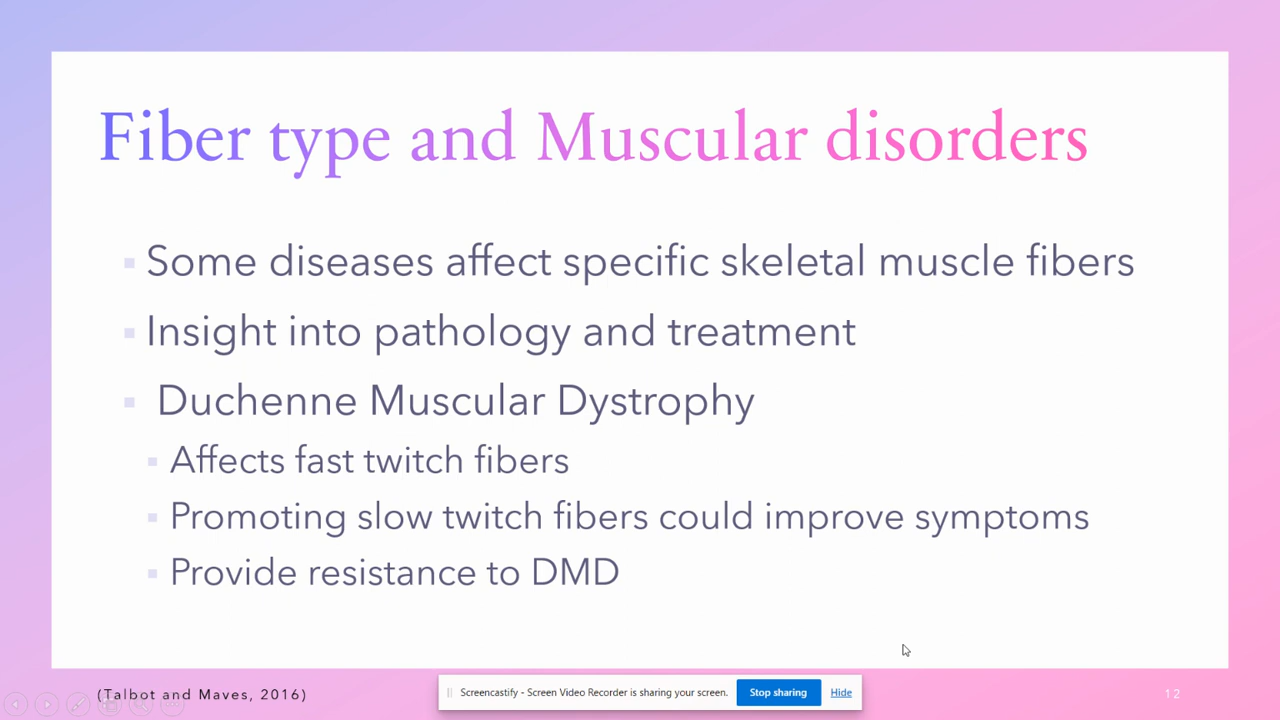 Fiber type and Muscular disorders
Some diseases affect specific skeletal muscle fibers
Insight into pathology and treatment
Duchenne Muscular Dystrophy
Affects fast twitch fibers
Promoting slow twitch fibers could improve symptoms
Provide resistance to DMD
(Talbot and Maves, 2016)
Screencastify - Screen Video Recorder is sharing your screen.
Stop sharing
Hide
12